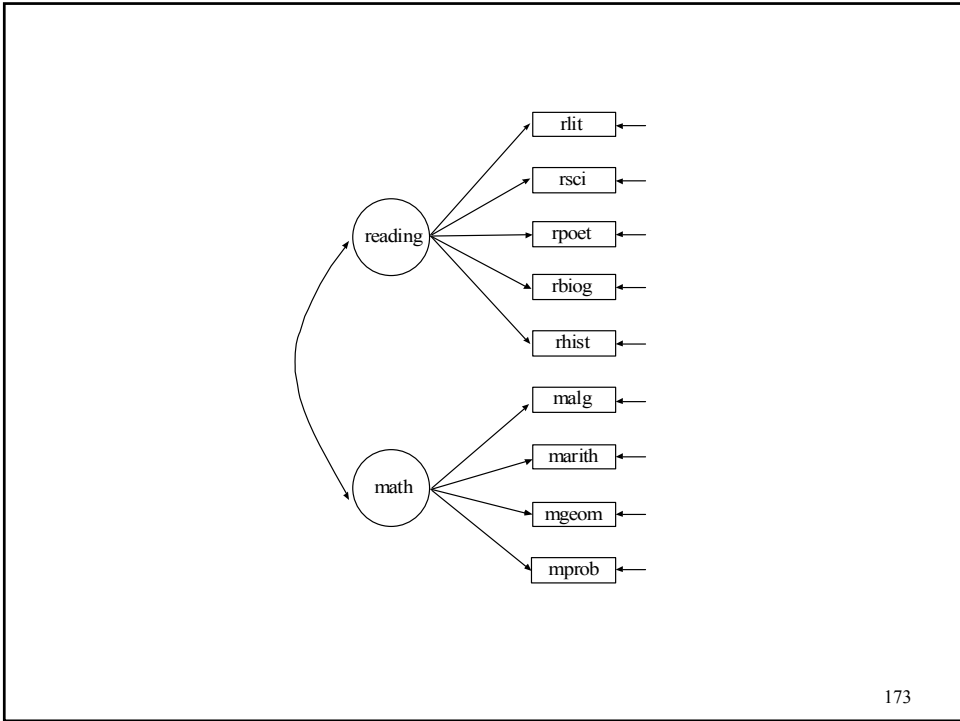 rlit
rsci
reading
rpoet
rbiog
rhist
malg
marith
math
mgeom
mprob
173